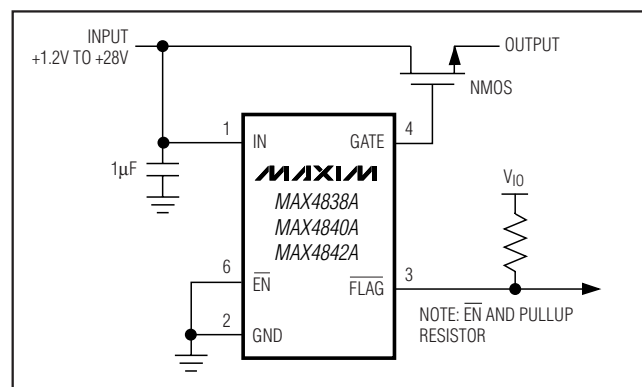 INPUT
+1.2V TO +28V
OUTPUT
NMOS
1
IN
GATE
4
1µF
MAXIM
MAX4838A
MAX4840A
MAX4842A
VIO
6
EN
FLAG
3
2
GND
NOTE: EN AND PULLUP
RESISTOR